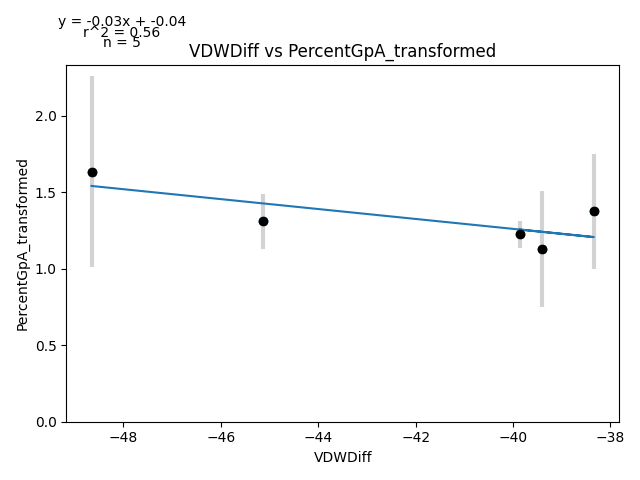 y = -0.03x + -0.04
r^2 = 0.56
n = 5
VDWDiff vs PercentGpA_transformed
PercentGpA_transformed
2.0
1.5
1.0
0.5
0.0
−48
−46
−44
−42
−40
−38
VDWDiff